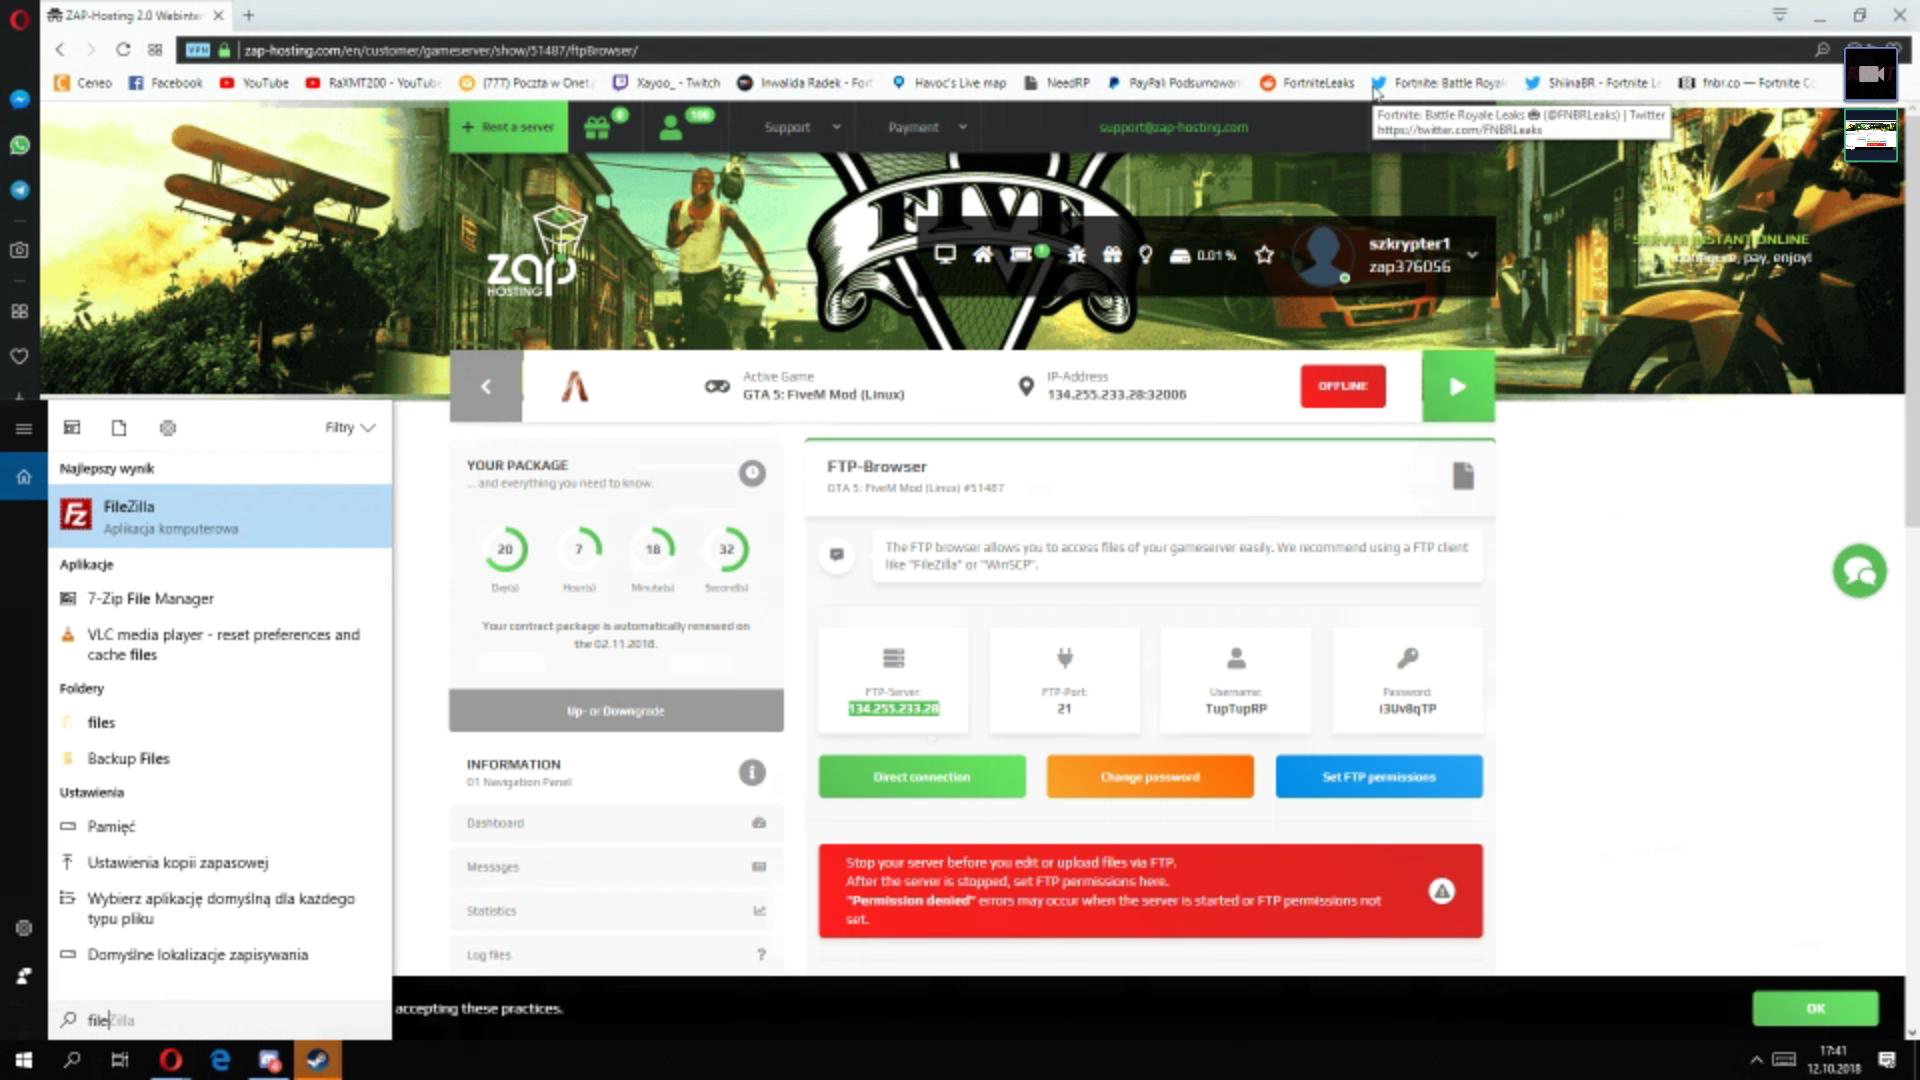 ZAP-Hosting 2.0 Webinter
VPN
zap-hosting.com/en/customer/gameserver/show/51487/ftpBrowser/
Ceneo
Facebook
YouTube
RaXMT200 - YouTube
(777) Poczta w Onet.
Xayoo_ - Twitch
Inwalida Radek - For
Havoc's Live map
NeedRP
PayPal: Podsumowan
FortniteLeaks
Fortnite: Battle Royal
ShiinaBR - Fortnite Le
fnbr.co — Fortnite Co
Fortnite: Battle Royale Leaks (@FNBRLeaks) | Twitter
https://twitter.com/FNBRLeaks
+ Rent a server
0
100
Support
Payment
support@zap-hosting.com
FIVE
zap
HOSTING
0.01 %
szkrypter1
zap376056
SERVER INSTANT ONLINE
configure, pay, enjoy!
Active Game
GTA 5: FiveM Mod (Linux)
IP-Address
134.255.233.28:32006
OFFLINE
Filtry
Najlepszy wynik
FileZilla
Aplikacja komputerowa
Aplikacje
7-Zip File Manager
VLC media player - reset preferences and
cache files
Foldery
files
Backup Files
Ustawienia
Pamięć
Ustawienia kopii zapasowej
Wybierz aplikację domyślną dla każdego
typu pliku
Domyślne lokalizacje zapisywania
fileZilla
YOUR PACKAGE
... and everything you need to know.
20
7
18
32
Day(s)
Hour(s)
Minute(s)
Second(s)
Your contract package is automatically renewed on
the 02.11.2018.
Up- or Downgrade
INFORMATION
01 Navigation Panel
Dashboard
Messages
Statistics
Log files
FTP-Browser
GTA 5: FiveM Mod (Linux) #51487
The FTP browser allows you to access files of your gameserver easily. We recommend using a FTP client
like "FileZilla" or "WinSCP".
FTP-Server:
134.255.233.28
FTP-Port:
21
Username:
TupTupRP
Password:
i3Uv8qTP
Direct connection
Change password
Set FTP permissions
Stop your server before you edit or upload files via FTP.
After the server is stopped, set FTP permissions here.
"Permission denied" errors may occur when the server is started or FTP permissions not
set.
accepting these practices.
OK
17:41
12.10.2018